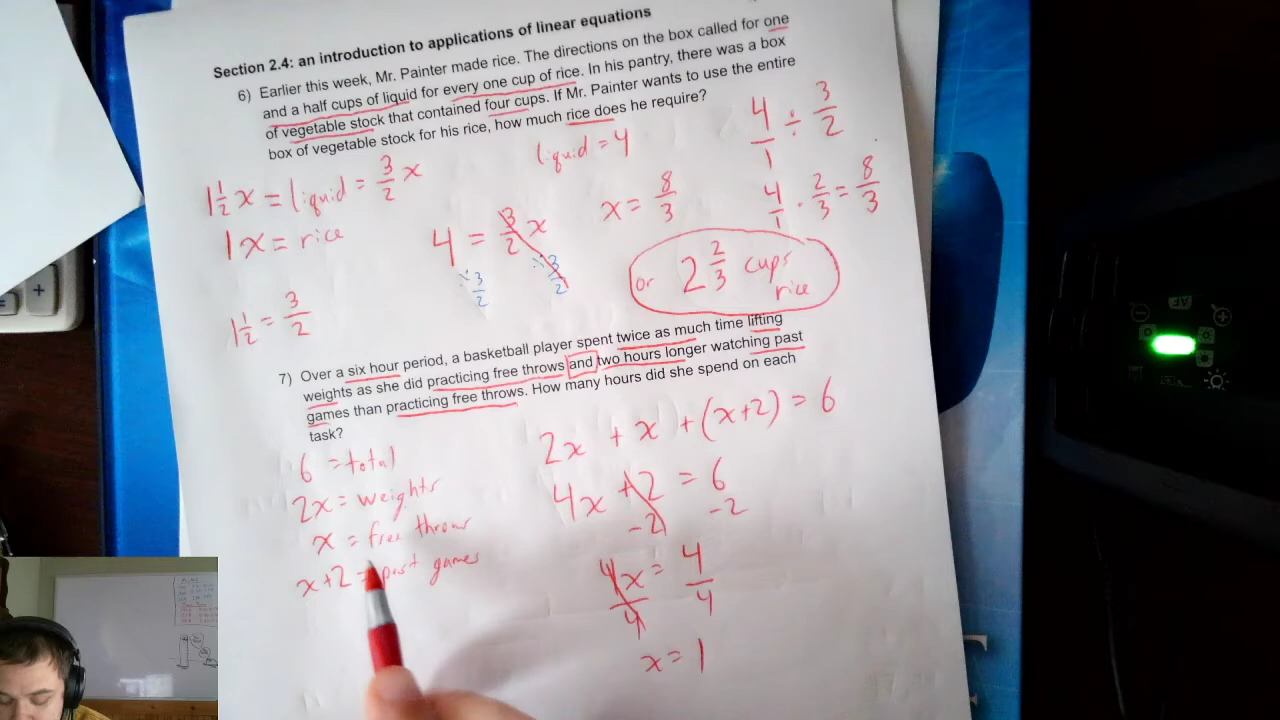 Section 2.4: an introduction to applications of linear equations
6) Earlier this week, Mr. Painter made rice. The directions on the box called for one
and a half cups of liquid for every one cup of rice. In his pantry, there was a box
of vegetable stock that contained four cups. If Mr. Painter wants to use the entire
box of vegetable stock for his rice, how much rice does he require?
liquid = 4
4/1 ÷ 3/2
1 1/2 x = liquid = 3/2 x
1x = rice
4 = 3/2 x
÷ 3/2 ÷ 3/2
x = 8/3
4/1 · 2/3 = 8/3
or 2 2/3 cups
rice
1 1/2 = 3/2
7) Over a six hour period, a basketball player spent twice as much time lifting
weights as she did practicing free throws and two hours longer watching past
games than practicing free throws. How many hours did she spend on each
task?
6 = total
2x = weights
x = free throws
x+2 = past games
2x + x + (x+2) = 6
4x + 2 = 6
-2 -2
4x/4 = 4/4
x = 1
+
=
AF